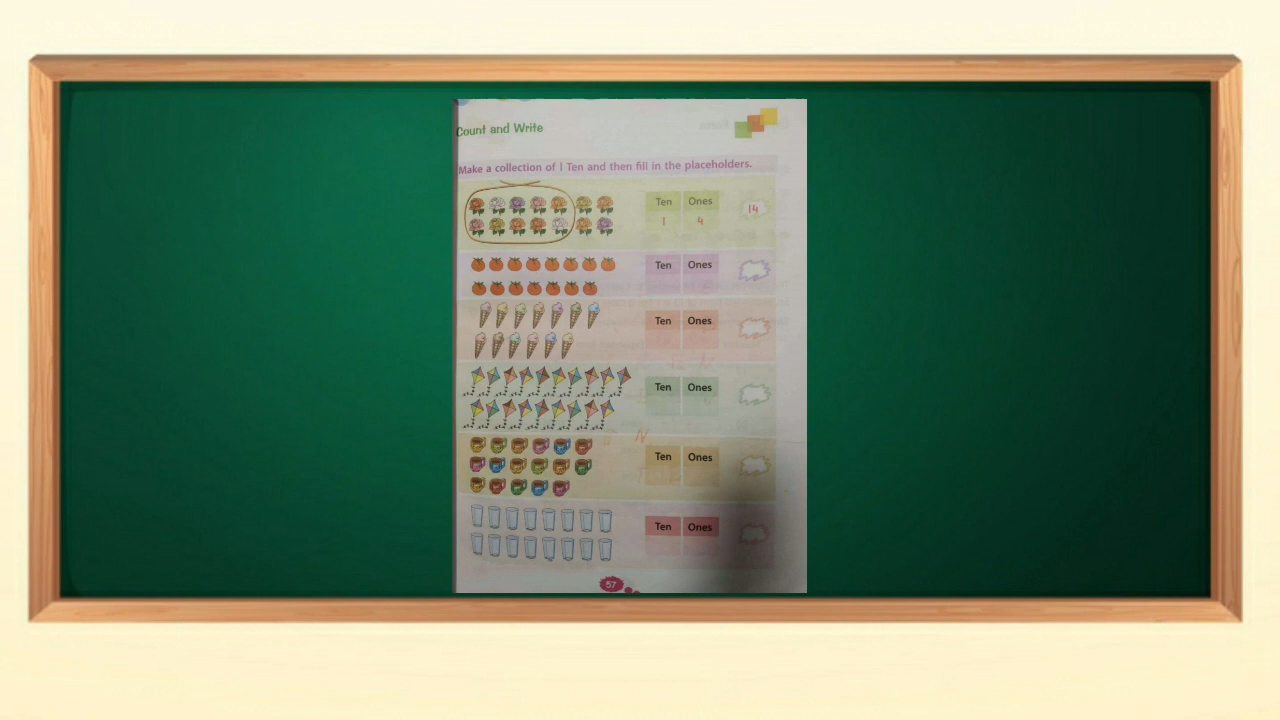 Count and Write
Make a collection of 1 Ten and then fill in the placeholders.
Ten Ones
1 4
14
Ten Ones
Ten Ones
Ten Ones
N
Ten Ones
Ten Ones
57